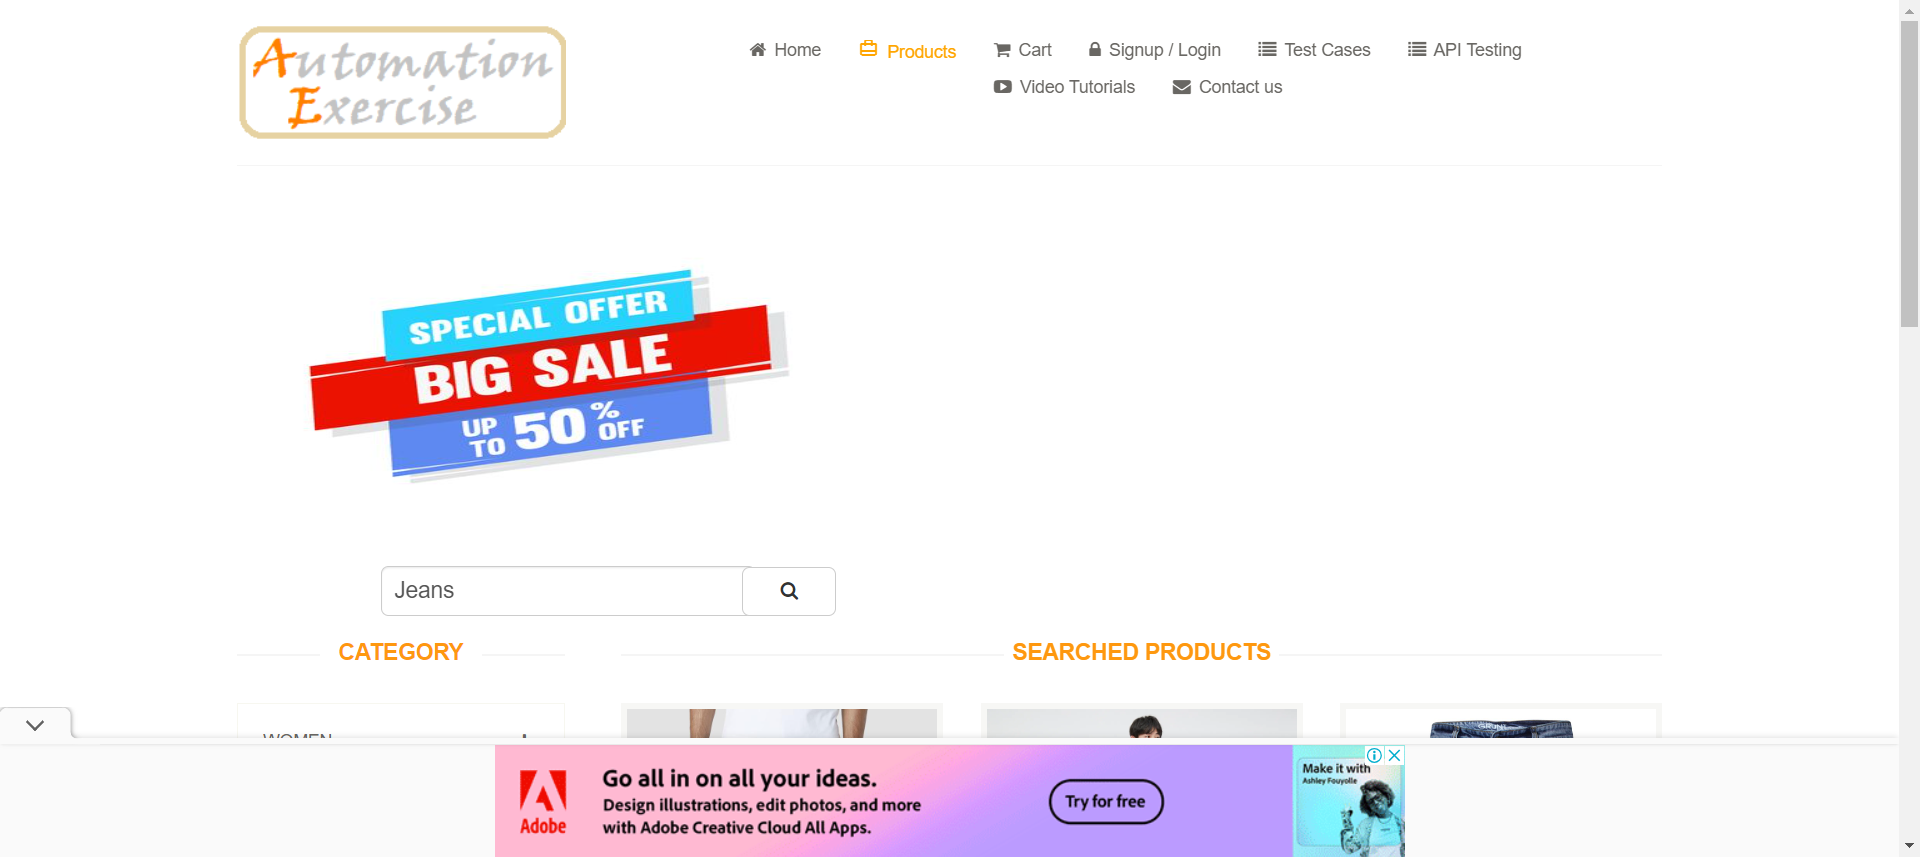 Automation
Exercise
Home
Products
Cart
Signup / Login
Test Cases
API Testing
Video Tutorials
Contact us
SPECIAL OFFER
BIG SALE
UP TO 50% OFF
Jeans
CATEGORY
SEARCHED PRODUCTS
WOMEN
Adobe
Go all in on all your ideas.
Design illustrations, edit photos, and more
with Adobe Creative Cloud All Apps.
Try for free
Make it with
Ashley Fouyolle